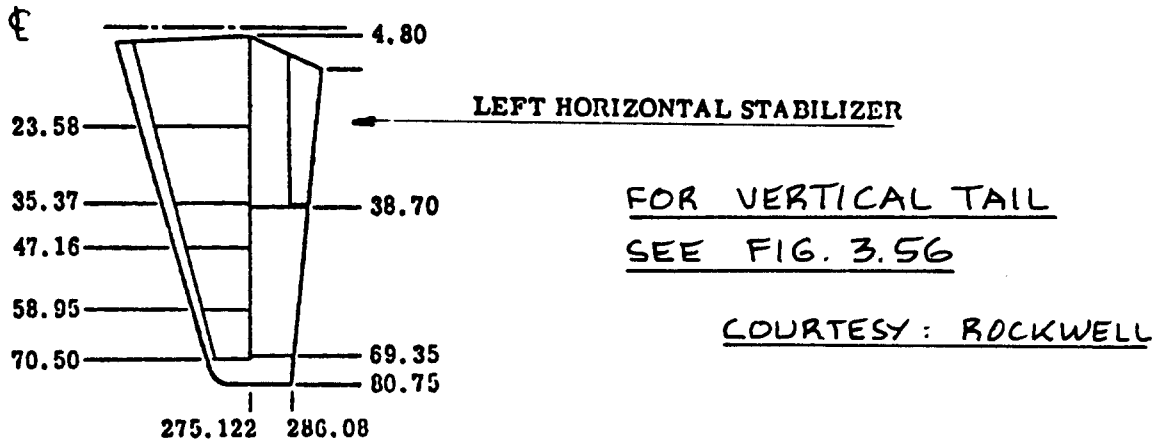 ℄
4.80
LEFT HORIZONTAL STABILIZER
23.58
35.37
38.70
47.16
58.95
70.50
69.35
80.75
275.122 286.08
FOR VERTICAL TAIL
SEE FIG. 3.56
COURTESY: ROCKWELL